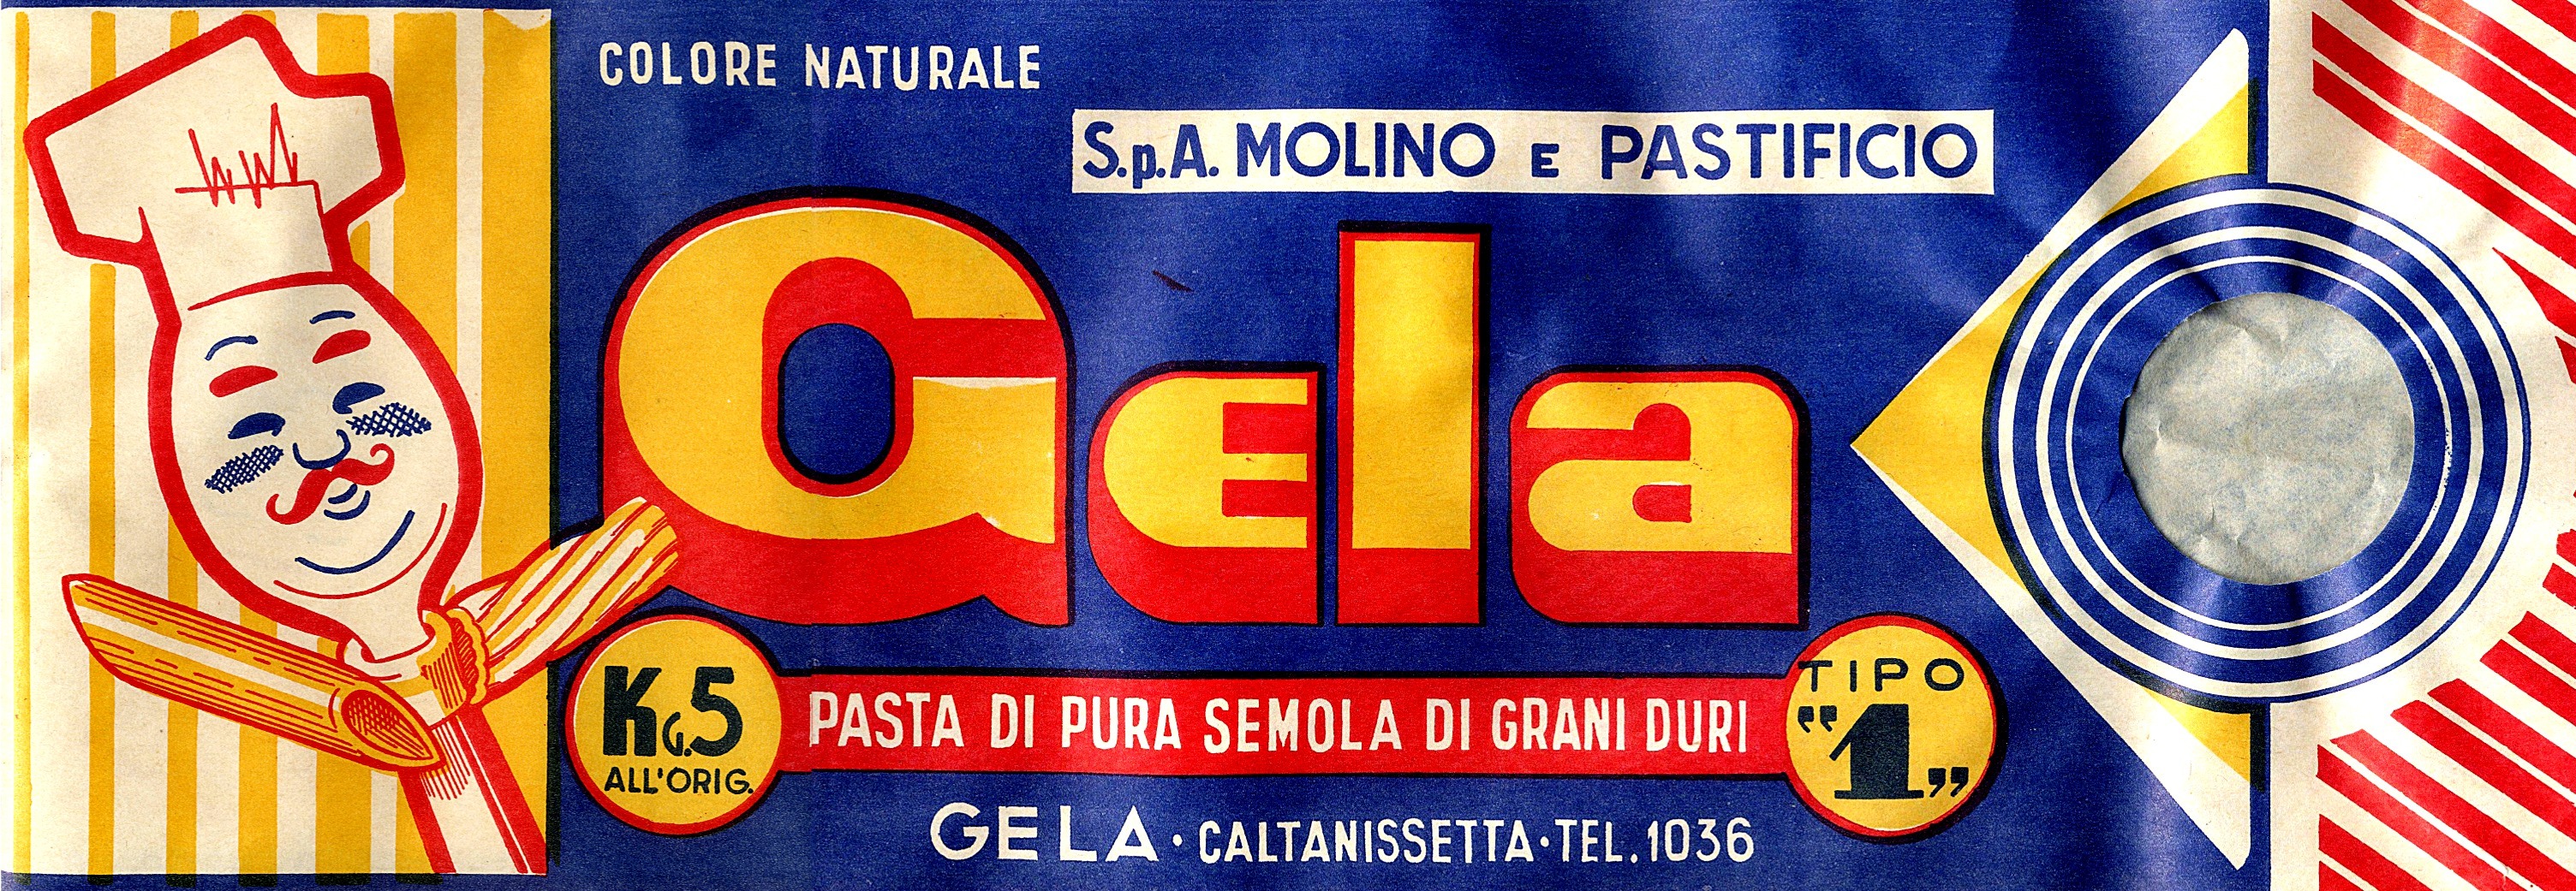 COLORE NATURALE
S.p.A. MOLINO E PASTIFICIO
Gela
KG.5
ALL'ORIG.
PASTA DI PURA SEMOLA DI GRANI DURI
TIPO
“1”
GELA · CALTANISSETTA · TEL. 1036